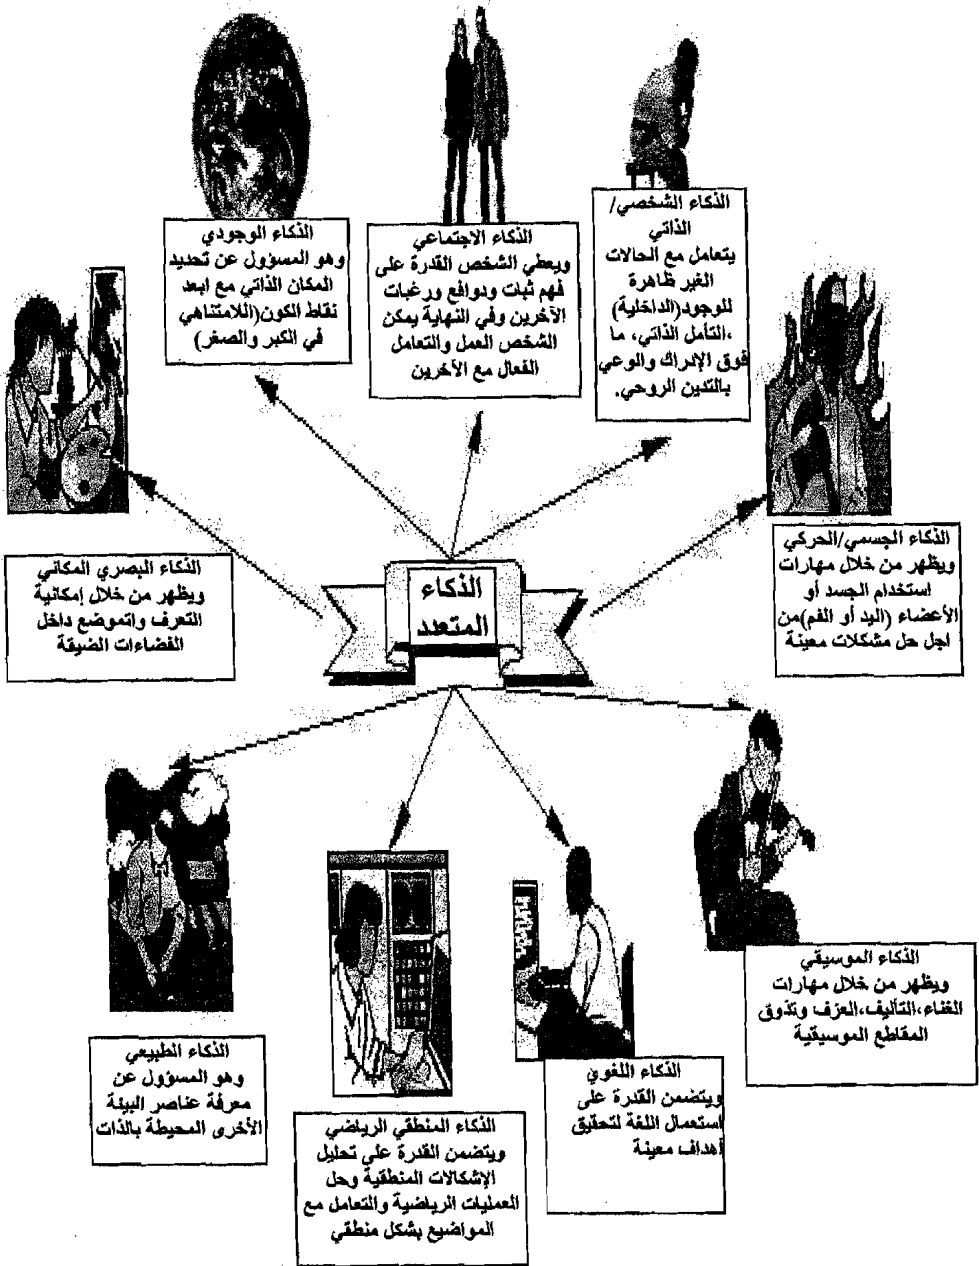 الذكاء الوجودي
وهو المسؤول عن تحديد
المكان الذاتي مع ابعد
نقاط الكون(اللامتناهي
في الكبر والصغر)
الذكاء الاجتماعي
ويعطي الشخص القدرة على
فهم ثبات ودوافع ورغبات
الآخرين وفي النهاية يمكن
الشخص العمل والتعامل
الفعال مع الآخرين
الذكاء الشخصي/
الذاتي
يتعامل مع الحالات
الغير ظاهرة
للوجود(الداخلية)
،التأمل الذاتي، ما
فوق الإدراك والوعي
بالتدين الروحي.
الذكاء الجسمي/الحركي
ويظهر من خلال مهارات
استخدام الجسد أو
الأعضاء (اليد أو الفم)من
اجل حل مشكلات معينة
الذكاء البصري المكاني
ويظهر من خلال إمكانية
التعرف واتموضع داخل
الفضاءات الضيقة
الذكاء
المتعدد
الذكاء الموسيقي
ويظهر من خلال مهارات
الغناء،التأليف،العزف وتذوق
المقاطع الموسيقية
الذكاء اللغوي
ويتضمن القدرة على
استعمال اللغة لتحقيق
أهداف معينة
الذكاء المنطقي الرياضي
ويتضمن القدرة على تحليل
الإشكالات المنطقية وحل
العمليات الرياضية والتعامل مع
المواضيع بشكل منطقي
الذكاء الطبيعي
وهو المسؤول عن
معرفة عناصر البيئة
الأخرى المحيطة بالذات